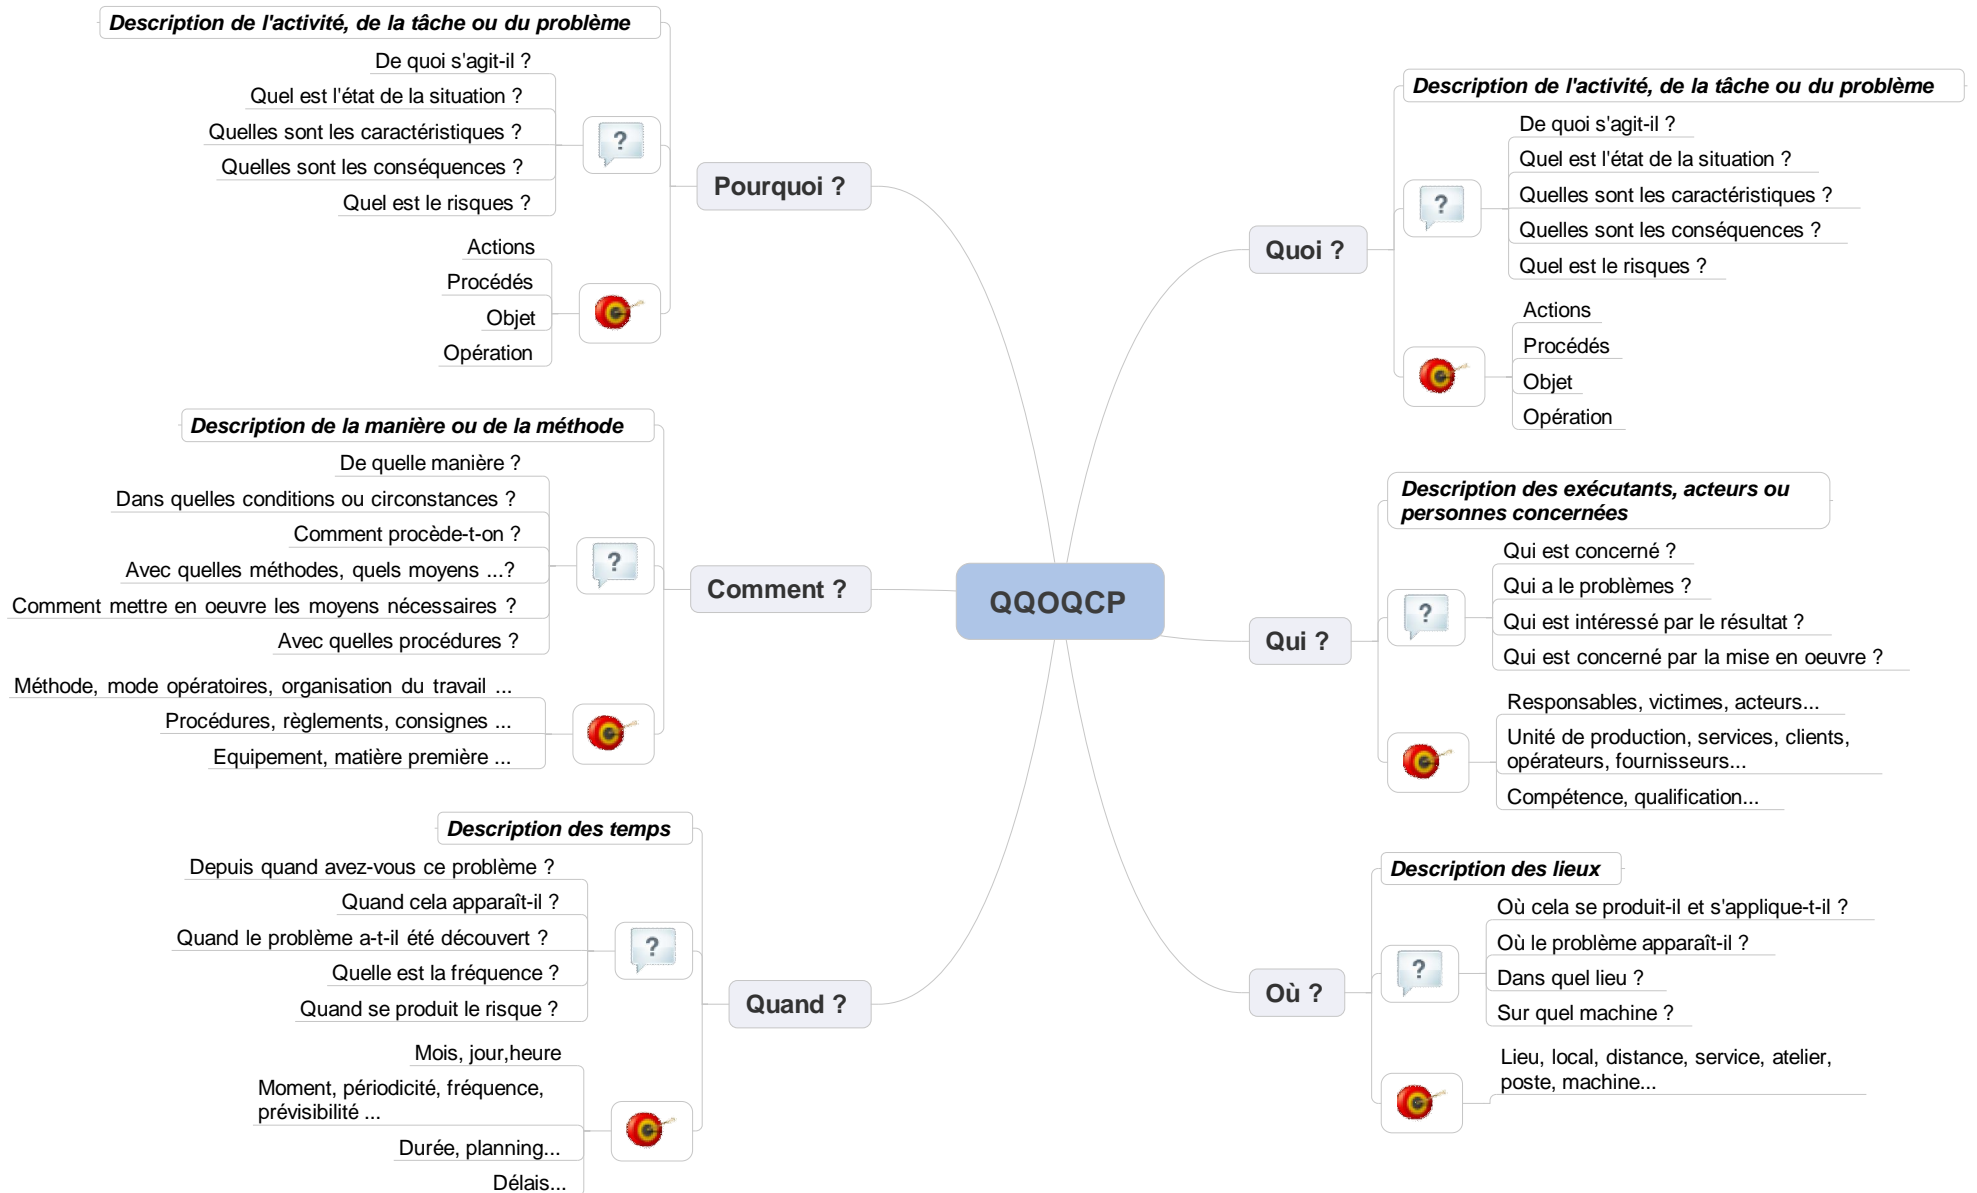 QQOQCP
Quoi ?
Description de l'activité, de la tâche ou du problème
?
De quoi s'agit-il ?
Quel est l'état de la situation ?
Quelles sont les caractéristiques ?
Quelles sont les conséquences ?
Quel est le risques ?
Actions
Procédés
Objet
Opération
Qui ?
Description des exécutants, acteurs ou
personnes concernées
?
Qui est concerné ?
Qui a le problèmes ?
Qui est intéressé par le résultat ?
Qui est concerné par la mise en oeuvre ?
Responsables, victimes, acteurs...
Unité de production, services, clients,
opérateurs, fournisseurs...
Compétence, qualification...
Où ?
Description des lieux
?
Où cela se produit-il et s'applique-t-il ?
Où le problème apparaît-il ?
Dans quel lieu ?
Sur quel machine ?
Lieu, local, distance, service, atelier,
poste, machine...
Quand ?
Description des temps
?
Depuis quand avez-vous ce problème ?
Quand cela apparaît-il ?
Quand le problème a-t-il été découvert ?
Quelle est la fréquence ?
Quand se produit le risque ?
Mois, jour,heure
Moment, périodicité, fréquence,
prévisibilité ...
Durée, planning...
Délais...
Comment ?
Description de la manière ou de la méthode
?
De quelle manière ?
Dans quelles conditions ou circonstances ?
Comment procède-t-on ?
Avec quelles méthodes, quels moyens ...?
Comment mettre en oeuvre les moyens nécessaires ?
Avec quelles procédures ?
Méthode, mode opératoires, organisation du travail ...
Procédures, règlements, consignes ...
Equipement, matière première ...
Pourquoi ?
Description de l'activité, de la tâche ou du problème
?
De quoi s'agit-il ?
Quel est l'état de la situation ?
Quelles sont les caractéristiques ?
Quelles sont les conséquences ?
Quel est le risques ?
Actions
Procédés
Objet
Opération